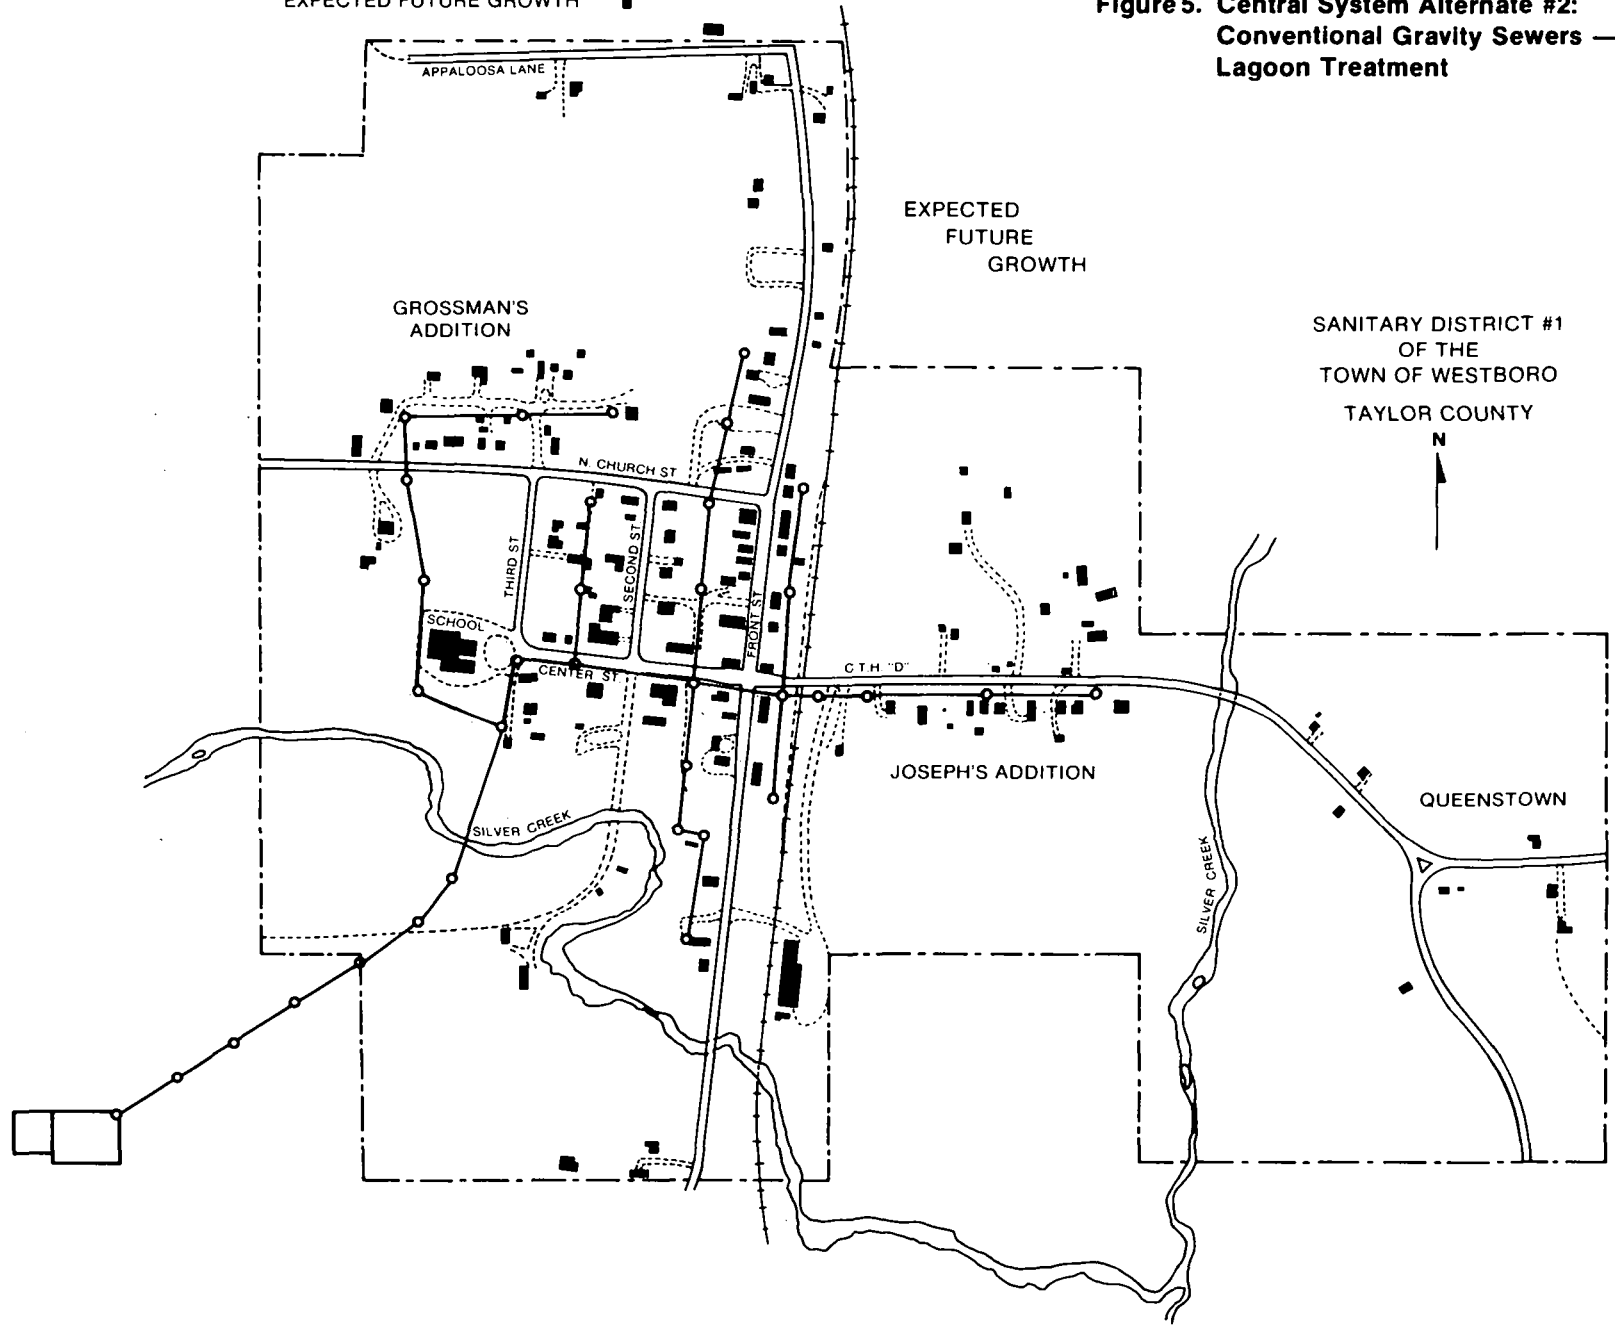 EXPECTED FUTURE GROWTH
Figure 5. Central System Alternate #2:
Conventional Gravity Sewers —
Lagoon Treatment
APPALOOSA LANE
EXPECTED
FUTURE
GROWTH
GROSSMAN'S
ADDITION
SANITARY DISTRICT #1
OF THE
TOWN OF WESTBORO
TAYLOR COUNTY
N
N. CHURCH ST
THIRD ST
SECOND ST
FRONT ST
SCHOOL
CENTER ST.
C.T.H. "D"
JOSEPH'S ADDITION
QUEENSTOWN
SILVER CREEK
SILVER CREEK